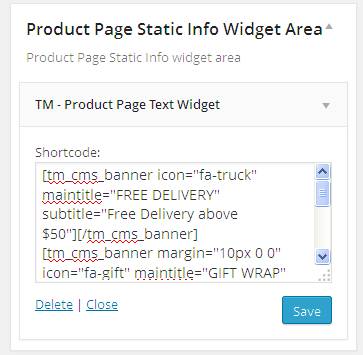 Product Page Static Info Widget Area
Product Page Static Info widget area
TM - Product Page Text Widget
Shortcode:
[tm_cms_banner icon="fa-truck"
maintitle="FREE DELIVERY"
subtitle="Free Delivery above
$50"][/tm_cms_banner]
[tm_cms_banner margin="10px 0 0"
icon="fa-gift" maintitle="GIFT WRAP"
Delete | Close
Save